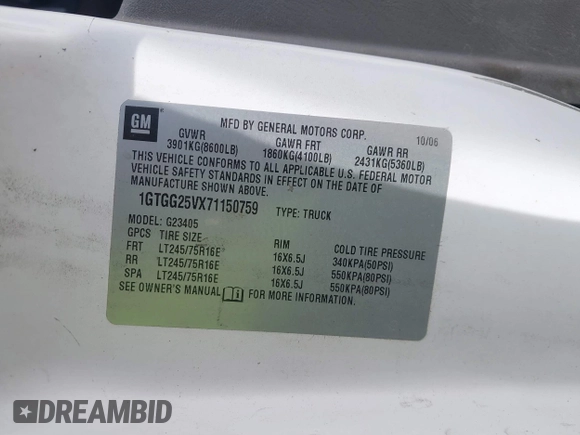 GM
MFD BY GENERAL MOTORS CORP. 10/06
GVWR GAWR FRT GAWR RR
3901KG(8600LB) 1860KG(4100LB) 2431KG(5360LB)
THIS VEHICLE CONFORMS TO ALL APPLICABLE U.S. FEDERAL MOTOR
VEHICLE SAFETY STANDARDS IN EFFECT ON THE DATE OF
MANUFACTURE SHOWN ABOVE.
1GTGG25VX71150759 TYPE: TRUCK
MODEL: G23405
GPCS TIRE SIZE RIM COLD TIRE PRESSURE
FRT LT245/75R16E 16X6.5J 340KPA(50PSI)
RR LT245/75R16E 16X6.5J 550KPA(80PSI)
SPA LT245/75R16E 16X6.5J 550KPA(80PSI)
SEE OWNER'S MANUAL FOR MORE INFORMATION.
DREAMBID